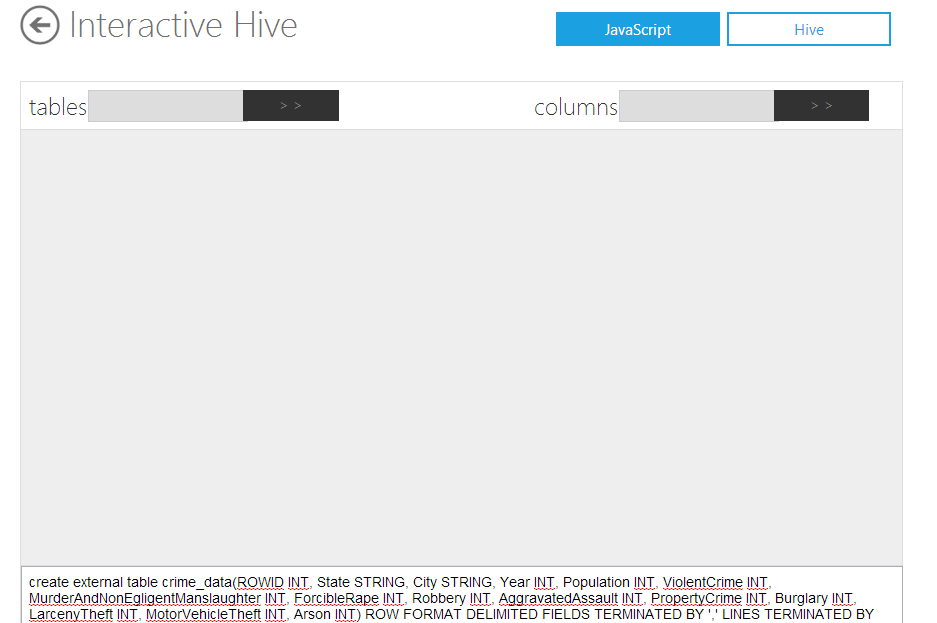 Interactive Hive
JavaScript
Hive
tables
> >
columns
> >
create external table crime_data(ROWID INT, State STRING, City STRING, Year INT, Population INT, ViolentCrime INT,
MurderAndNonEgligentManslaughter INT, ForcibleRape INT, Robbery INT, AggravatedAssault INT, PropertyCrime INT, Burglary INT,
LarcenyTheft INT, MotorVehicleTheft INT, Arson INT) ROW FORMAT DELIMITED FIELDS TERMINATED BY ',' LINES TERMINATED BY